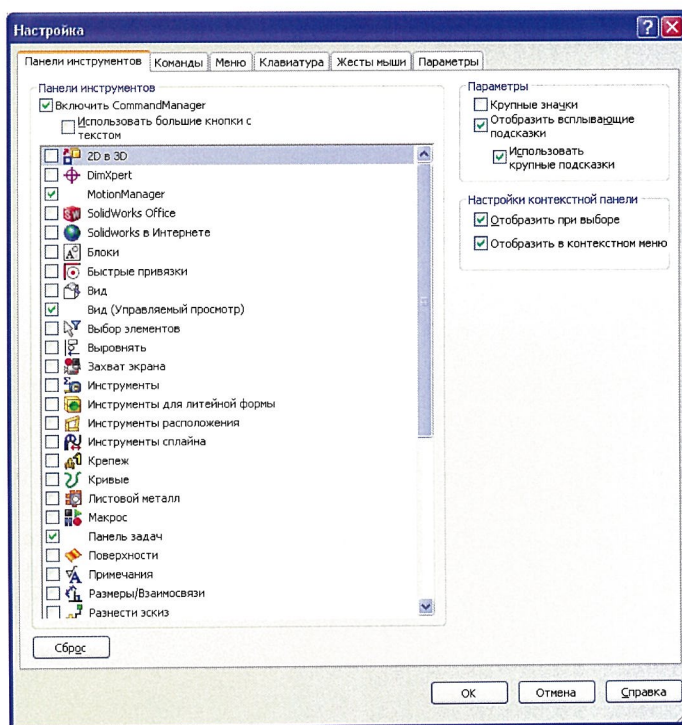 Настройка
Панели инструментов Команды Меню Клавиатура Жесты мыши Параметры
Панели инструментов
Включить CommandManager
Использовать большие кнопки с
текстом
2D в 3D
DimXpert
MotionManager
SolidWorks Office
Solidworks в Интернете
Блоки
Быстрые привязки
Вид
Вид (Управляемый просмотр)
Выбор элементов
Выровнять
Захват экрана
Инструменты
Инструменты для литейной формы
Инструменты расположения
Инструменты сплайна
Крепеж
Кривые
Листовой металл
Макрос
Панель задач
Поверхности
Примечания
Размеры/Взаимосвязи
Разнести эскиз
Сброс
Параметры
Крупные значки
Отобразить всплывающие
подсказки
Использовать
крупные подсказки
Настройки контекстной панели
Отобразить при выборе
Отобразить в контекстном меню
ОК Отмена Справка